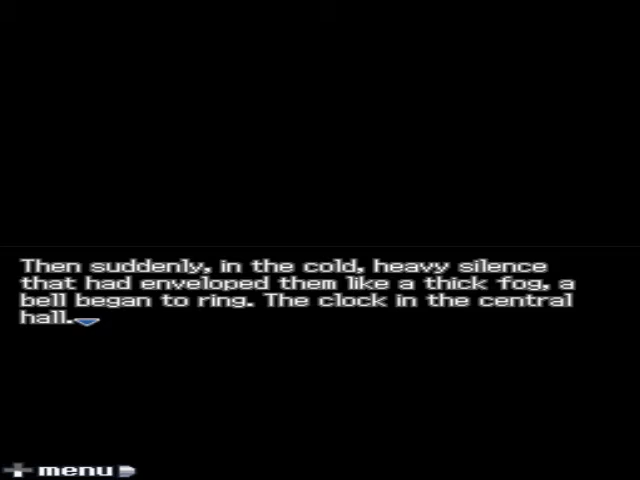 Then suddenly, in the cold, heavy silence
that had enveloped them like a thick fog, a
bell began to ring. The clock in the central
hall.
menu